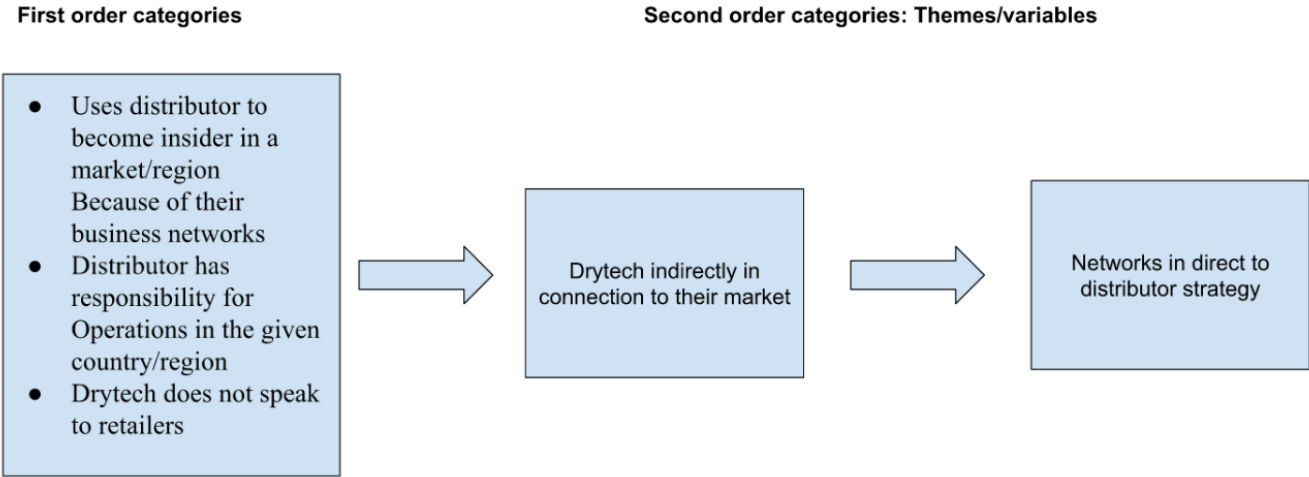 First order categories
Second order categories: Themes/variables
● Uses distributor to
become insider in a
market/region
Because of their
business networks
● Distributor has
responsibility for
Operations in the given
country/region
● Drytech does not speak
to retailers
Drytech indirectly in
connection to their market
Networks in direct to
distributor strategy